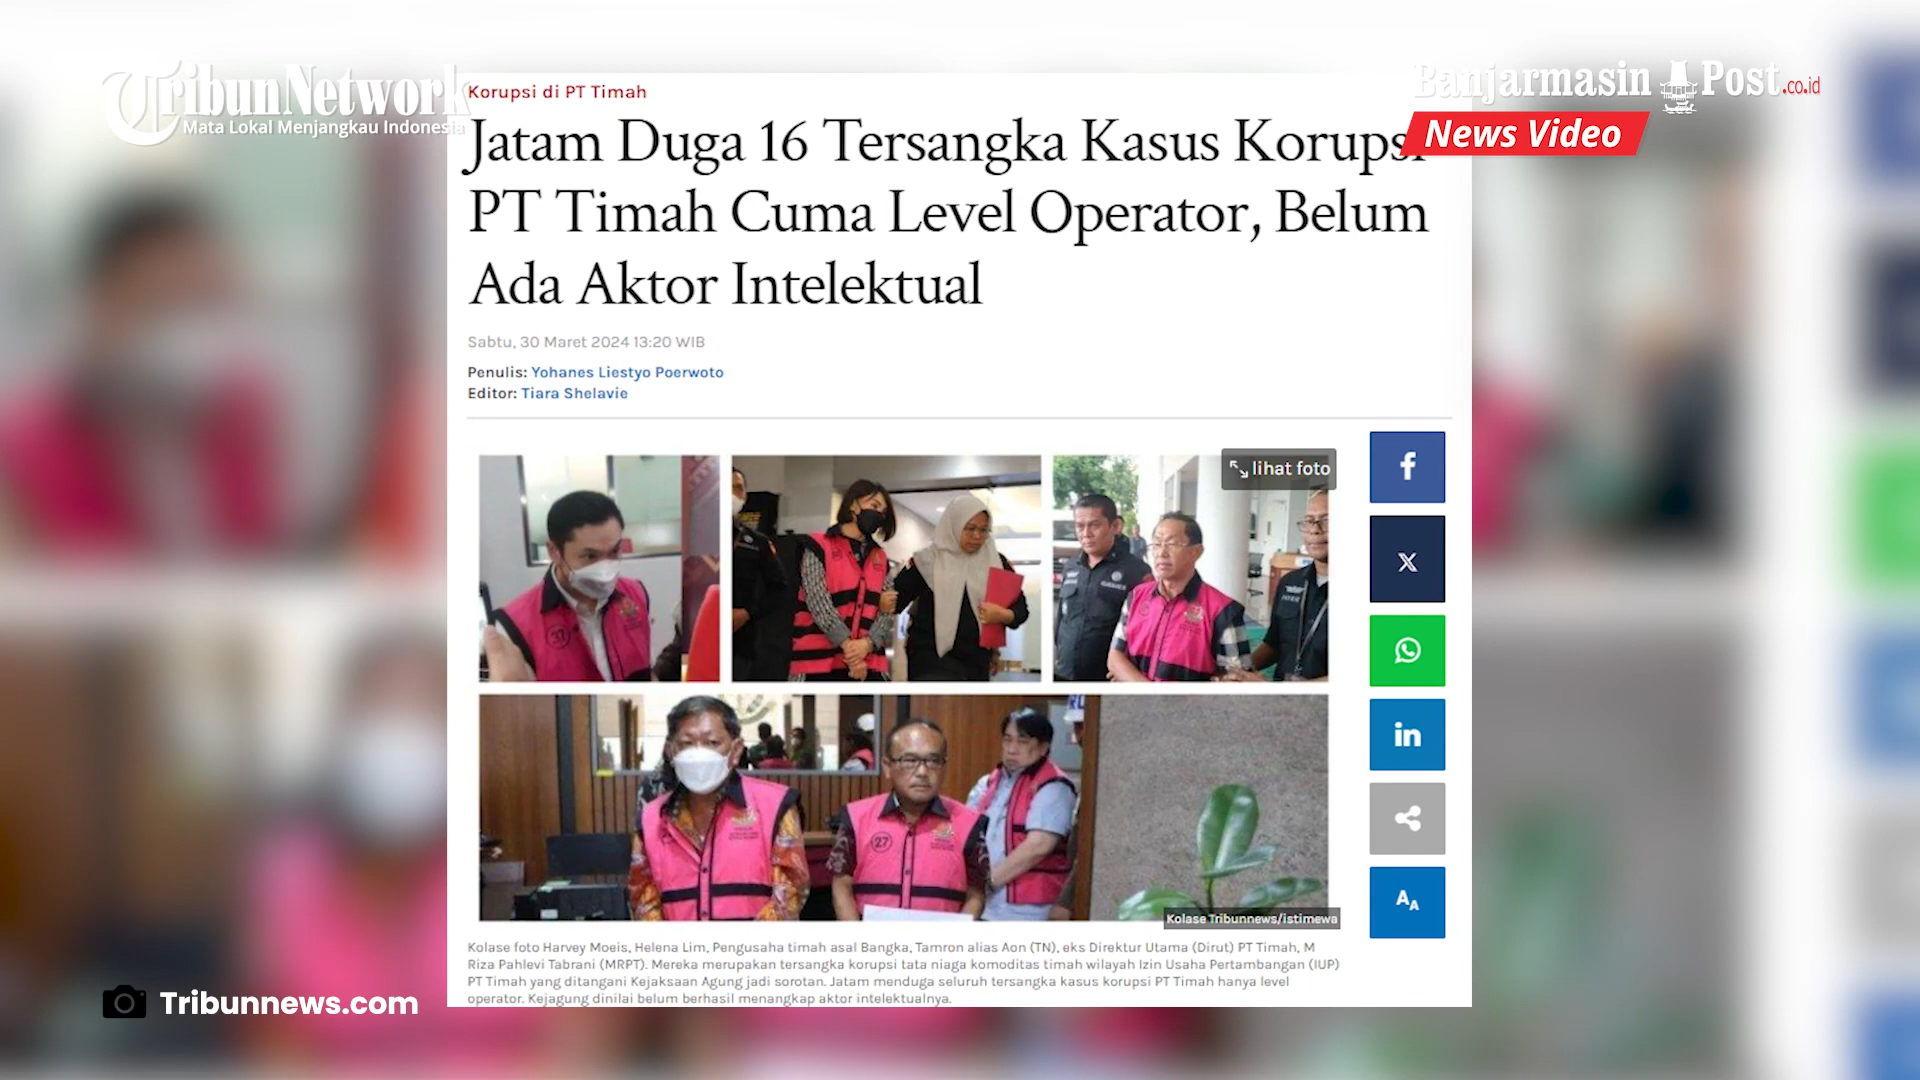 TribunNetwork
Mata Lokal Menjangkau Indonesia
Banjarmasin Post.co.id
News Video
Korupsi di PT Timah
Jatam Duga 16 Tersangka Kasus Korupsi
PT Timah Cuma Level Operator, Belum
Ada Aktor Intelektual
Sabtu, 30 Maret 2024 13:20 WIB
Penulis: Yohanes Liestyo Poerwoto
Editor: Tiara Shelavie
lihat foto
37
27
Kolase Tribunnews/istimewa
Kolase foto Harvey Moeis, Helena Lim, Pengusaha timah asal Bangka, Tamron alias Aon (TN), eks Direktur Utama (Dirut) PT Timah, M
Riza Pahlevi Tabrani (MRPT). Mereka merupakan tersangka korupsi tata niaga komoditas timah wilayah Izin Usaha Pertambangan (IUP)
PT Timah yang ditangani Kejaksaan Agung jadi sorotan. Jatam menduga seluruh tersangka kasus korupsi PT Timah hanya level
operator. Kejagung dinilai belum berhasil menangkap aktor intelektualnya.
Tribunnews.com